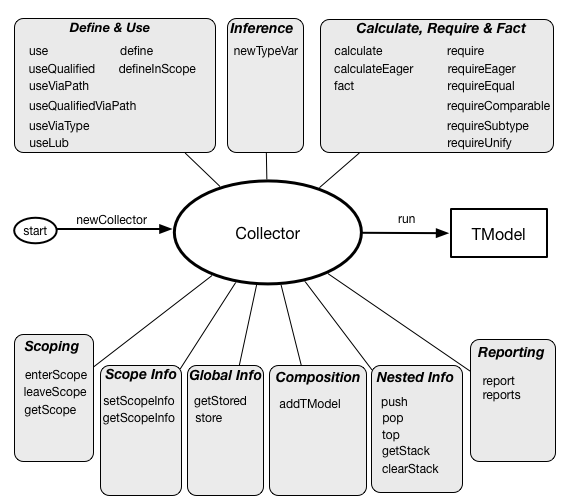 Define & Use
use define
useQualified defineInScope
useViaPath
useQualifiedViaPath
useViaType
useLub
Inference
newTypeVar
Calculate, Require & Fact
calculate require
calculateEager requireEager
fact requireEqual
requireComparable
requireSubtype
requireUnify
start
newCollector
Collector
run
TModel
Scoping
enterScope
leaveScope
getScope
Scope Info
setScopeInfo
getScopeInfo
Global Info
getStored
store
Composition
addTModel
Nested Info
push
pop
top
getStack
clearStack
Reporting
report
reports